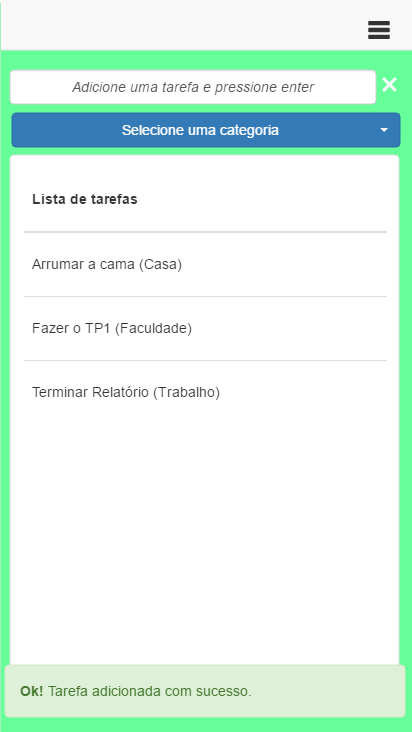 Adicione uma tarefa e pressione enter
Selecione uma categoria
Lista de tarefas
Arrumar a cama (Casa)
Fazer o TP1 (Faculdade)
Terminar Relatório (Trabalho)
Ok! Tarefa adicionada com sucesso.